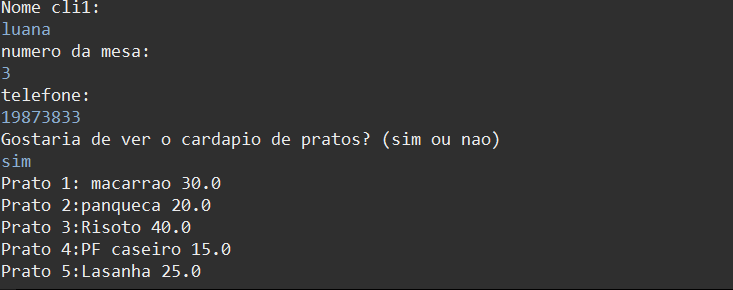 Nome cli1:
luana
numero da mesa:
3
telefone:
19873833
Gostaria de ver o cardapio de pratos? (sim ou nao)
sim
Prato 1: macarrao 30.0
Prato 2:panqueca 20.0
Prato 3:Risoto 40.0
Prato 4:PF caseiro 15.0
Prato 5:Lasanha 25.0